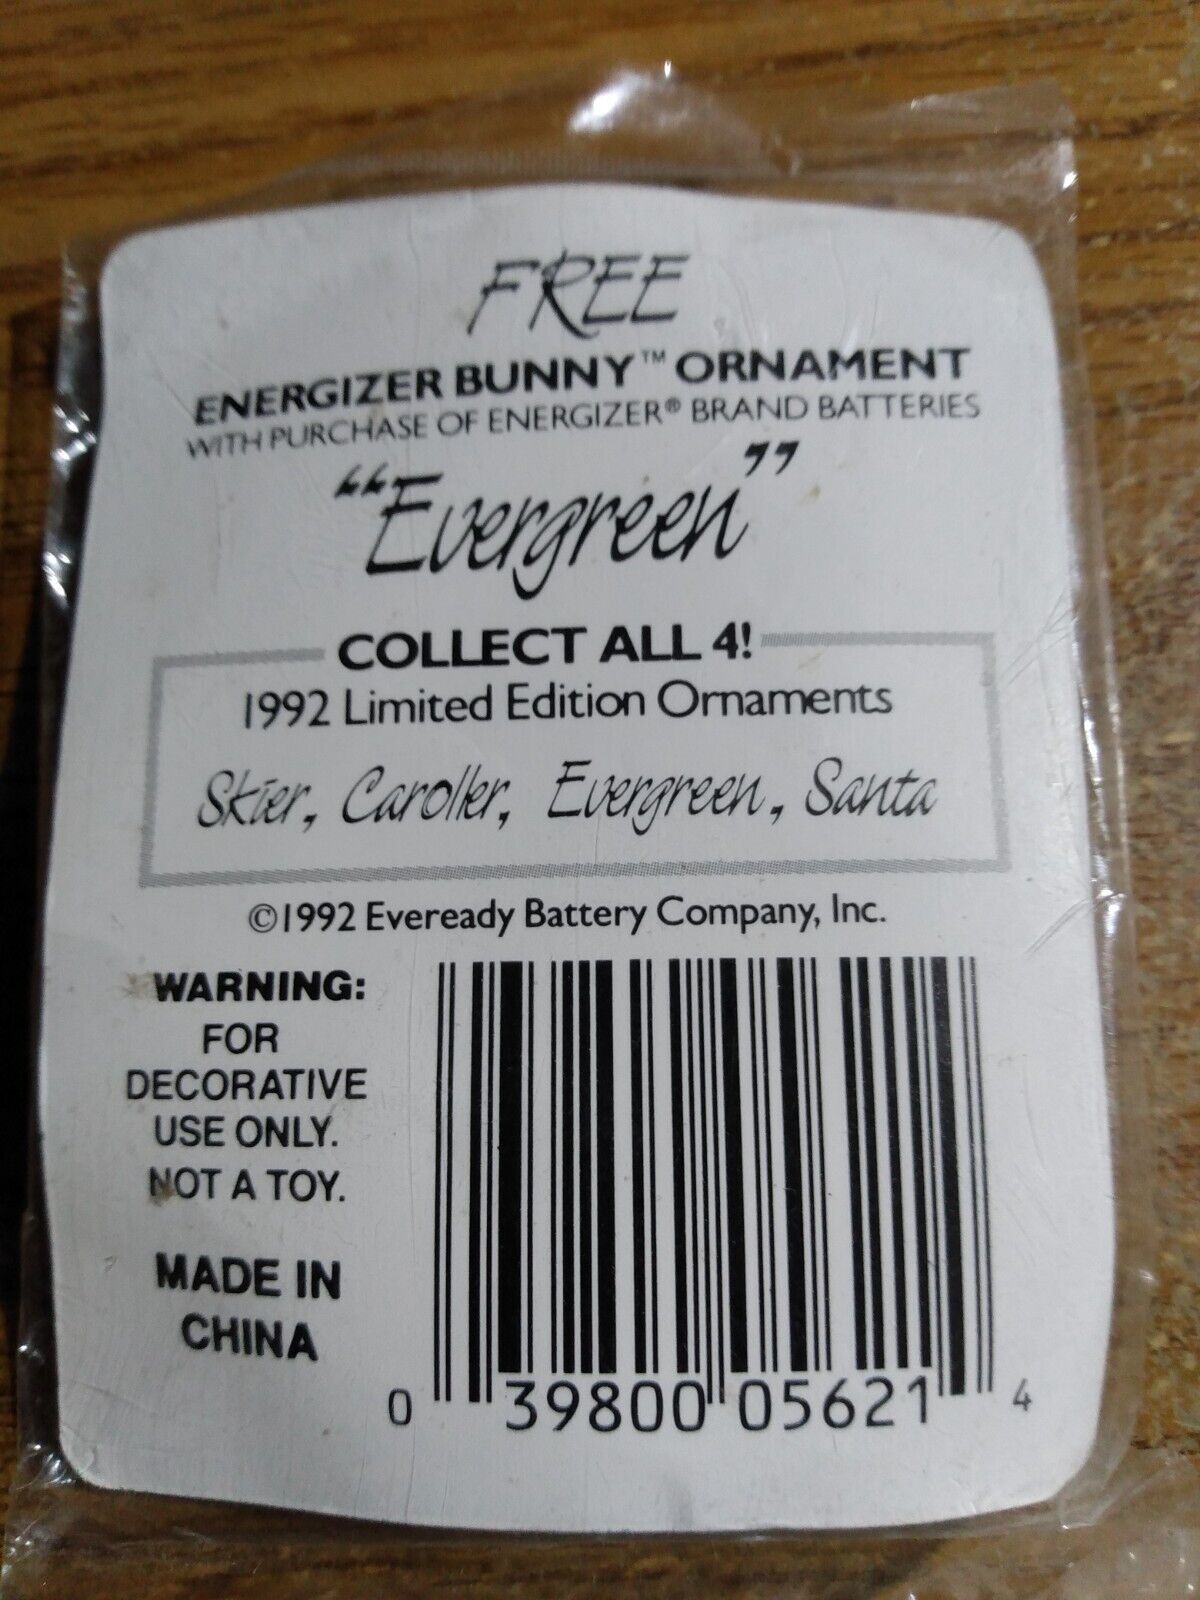 FREE
ENERGIZER BUNNY™ ORNAMENT
WITH PURCHASE OF ENERGIZER® BRAND BATTERIES
“Evergreen”
COLLECT ALL 4!
1992 Limited Edition Ornaments
Skier, Caroller, Evergreen, Santa
©1992 Eveready Battery Company, Inc.
WARNING:
FOR
DECORATIVE
USE ONLY.
NOT A TOY.
MADE IN
CHINA
0 39800 05621 4